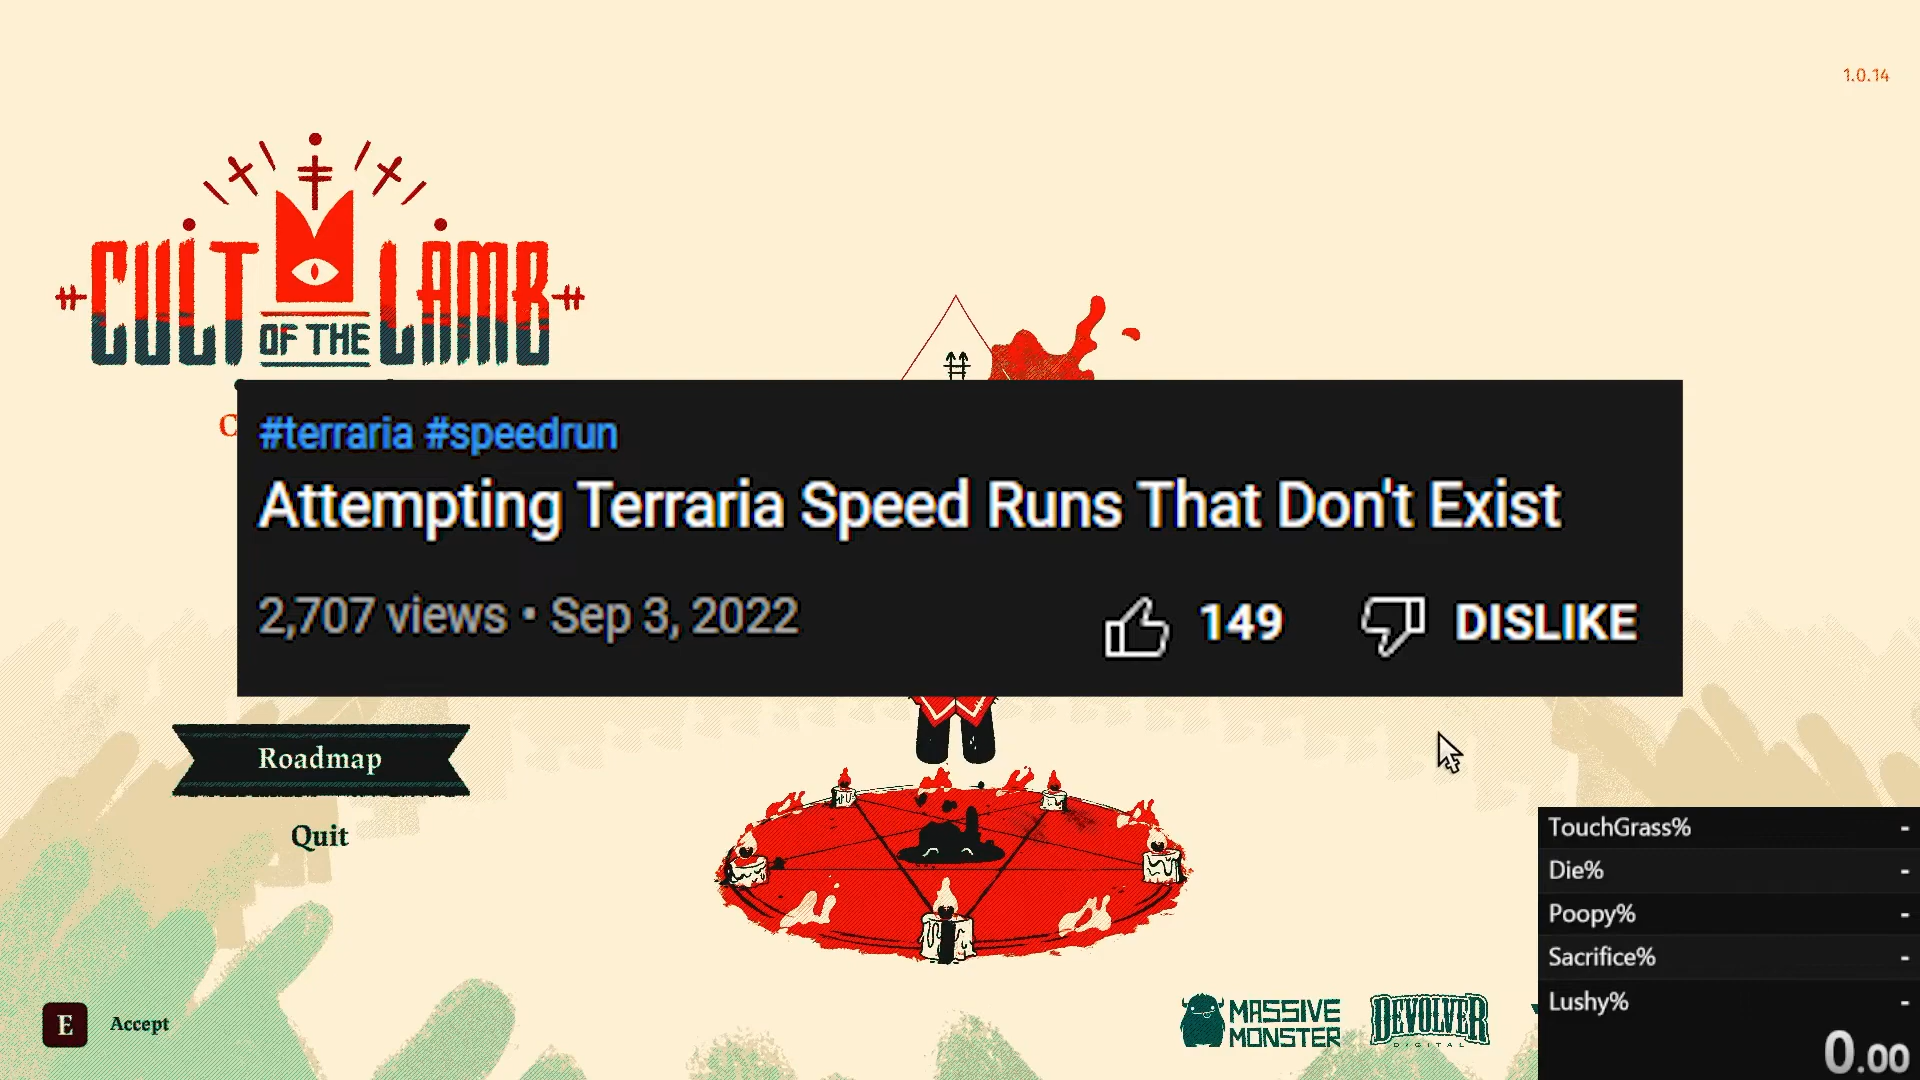 1.0.14
CULT OF THE LAMB
#terraria #speedrun
Attempting Terraria Speed Runs That Don't Exist
2,707 views • Sep 3, 2022
149
DISLIKE
Roadmap
Quit
E Accept
MASSIVE MONSTER
DEVOLVER
DIGITAL
TouchGrass% -
Die% -
Poopy% -
Sacrifice% -
Lushy% -
0.00